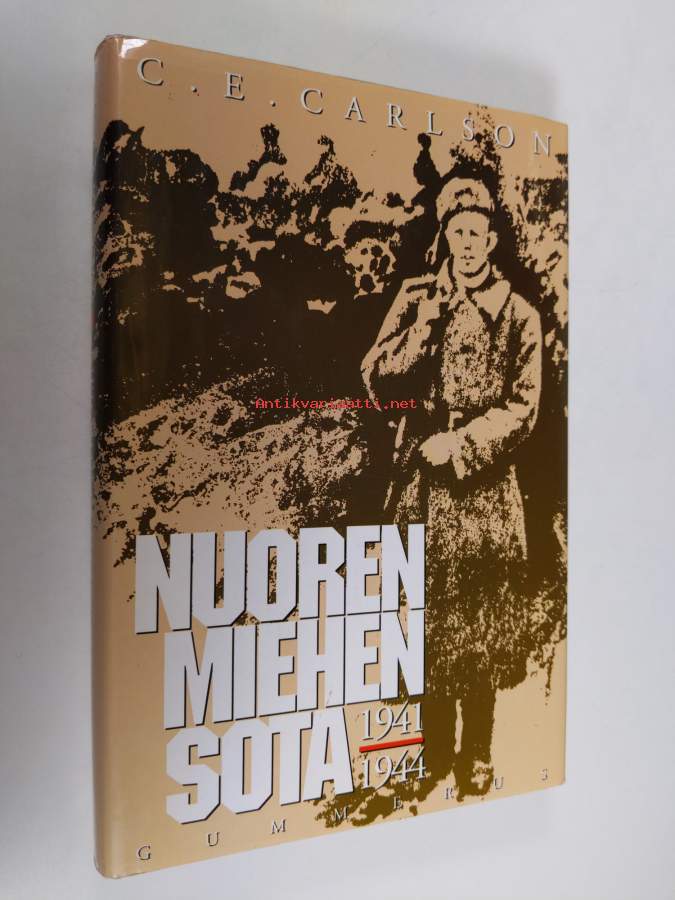 C.E.CARLSON
Antikvariaatti.net
NUOREN
MIEHEN
SOTA 1941
1944
GUMMERUS